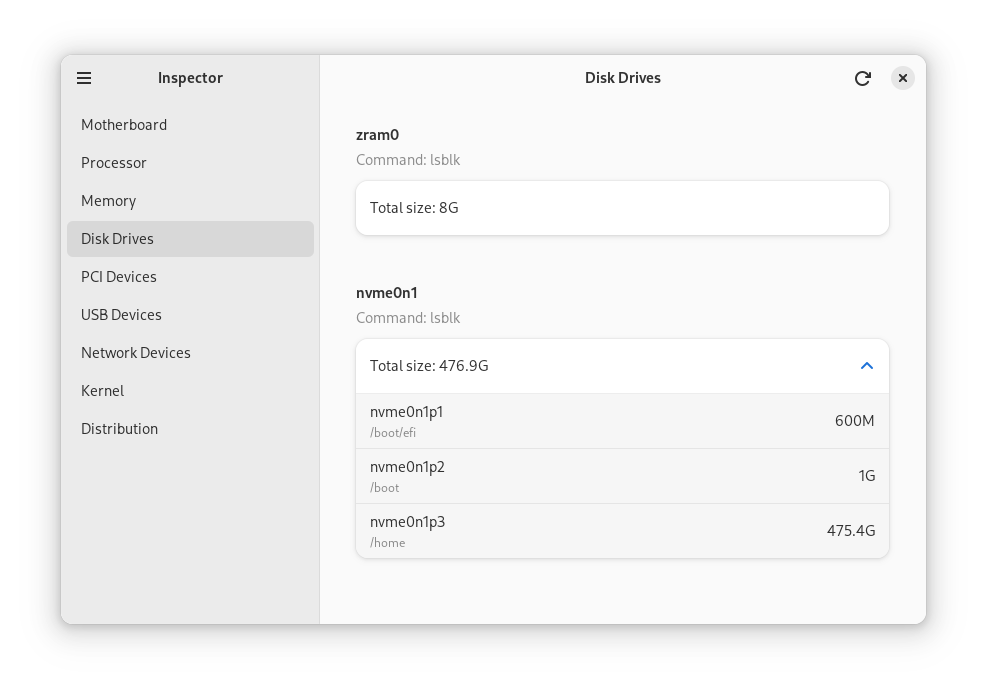 Inspector
Motherboard
Processor
Memory
Disk Drives
PCI Devices
USB Devices
Network Devices
Kernel
Distribution
Disk Drives
zram0
Command: lsblk
Total size: 8G
nvme0n1
Command: lsblk
Total size: 476.9G
nvme0n1p1
/boot/efi
600M
nvme0n1p2
/boot
1G
nvme0n1p3
/home
475.4G